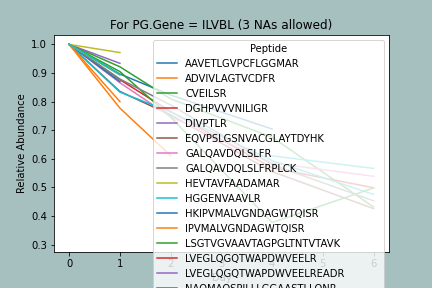 For PG.Gene = ILVBL (3 NAs allowed)
Relative Abundance
1.0
0.9
0.8
0.7
0.6
0.5
0.4
0.3
0
1
2
4
6
Peptide
AAVETLGVPCFLGGMAR
ADVIVLAGTVCDFR
CVEILSR
DGHPVVVNILIGR
DIVPTLR
EQVPSLGSNVACGLAYTDYHK
GALQAVDQLSLFR
GALQAVDQLSLFRPLCK
HEVTAVFAADAMAR
HGGENVAAVLR
HKIPVMALVGDNAGWTQISR
IPVMALVGDNAGWTQISR
LSGTVGVAAVTAGPGLTNTVTAVK
LVEGLQGQTWAPDWVEELR
LVEGLQGQTWAPDWVEELREADR